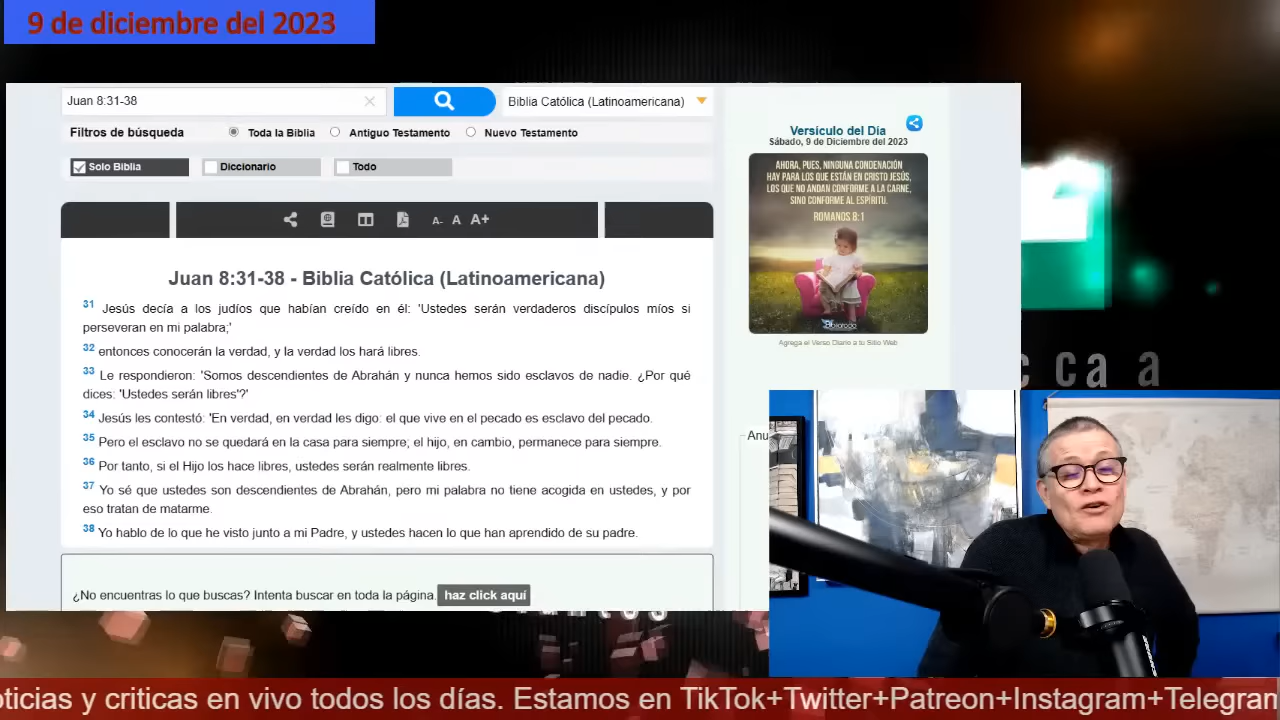 9 de diciembre del 2023
Juan 8:31-38
Biblia Católica (Latinoamericana)
Filtros de búsqueda
Toda la Biblia
Antiguo Testamento
Nuevo Testamento
Solo Biblia
Diccionario
Todo
A- A A+
Juan 8:31-38 - Biblia Católica (Latinoamericana)
31 Jesús decía a los judíos que habían creído en él: 'Ustedes serán verdaderos discípulos míos si
perseveran en mi palabra;'
32 entonces conocerán la verdad, y la verdad los hará libres.
33 Le respondieron: 'Somos descendientes de Abrahán y nunca hemos sido esclavos de nadie. ¿Por qué
dices: 'Ustedes serán libres'?'
34 Jesús les contestó: 'En verdad, en verdad les digo: el que vive en el pecado es esclavo del pecado.
35 Pero el esclavo no se quedará en la casa para siempre; el hijo, en cambio, permanece para siempre.
36 Por tanto, si el Hijo los hace libres, ustedes serán realmente libres.
37 Yo sé que ustedes son descendientes de Abrahán, pero mi palabra no tiene acogida en ustedes, y por
eso tratan de matarme.
38 Yo hablo de lo que he visto junto a mi Padre, y ustedes hacen lo que han aprendido de su padre.
¿No encuentras lo que buscas? Intenta buscar en toda la página.
haz click aquí
Versículo del Día
Sábado, 9 de Diciembre del 2023
AHORA, PUES, NINGUNA CONDENACIÓN
HAY PARA LOS QUE ESTÁN EN CRISTO JESÚS,
LOS QUE NO ANDAN CONFORME A LA CARNE,
SINO CONFORME AL ESPÍRITU.
ROMANOS 8:1
Agrega el Verso Diario a tu Sitio Web
Anu
c a a
oticias y criticas en vivo todos los días. Estamos en TikTok+Twitter+Patreon+Instagram+Telegran